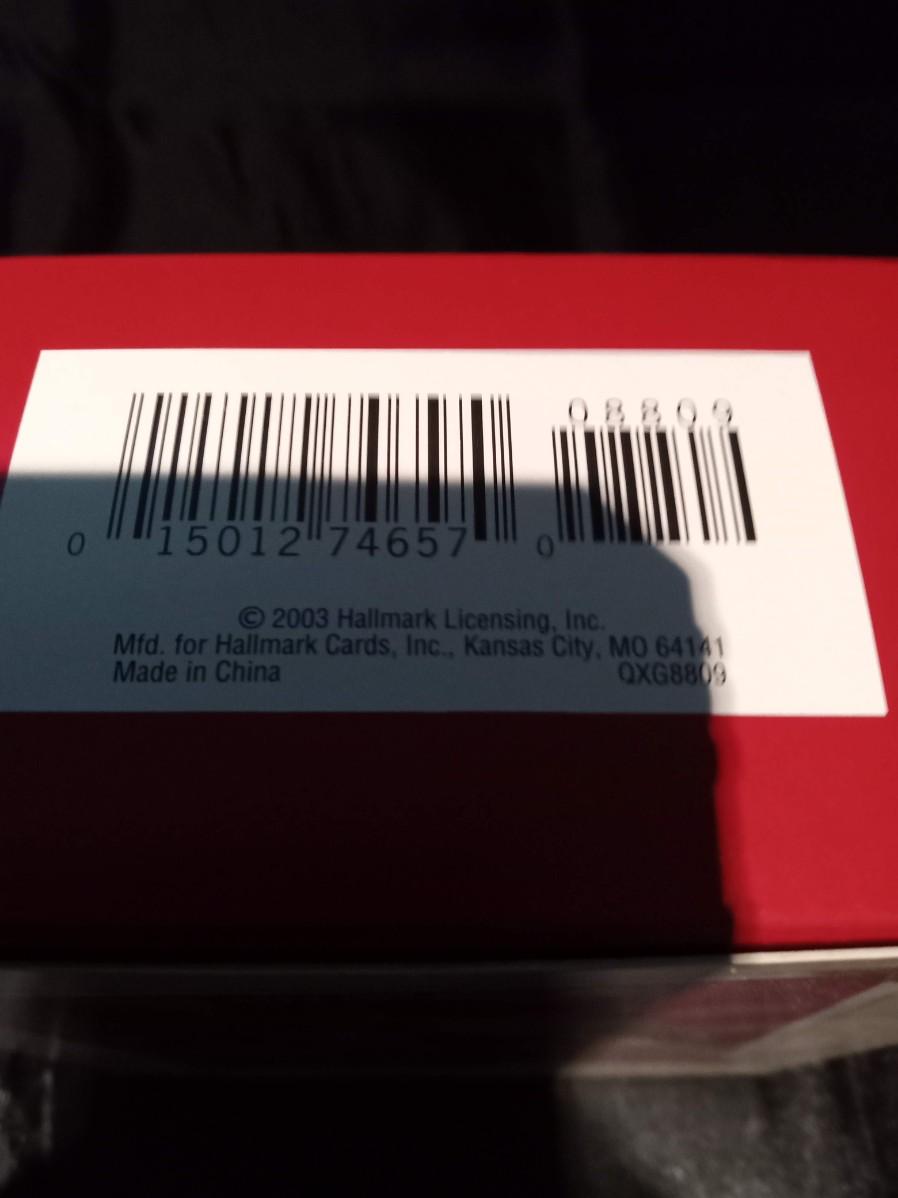 08809
0 15012 74657 0
© 2003 Hallmark Licensing, Inc.
Mfd. for Hallmark Cards, Inc., Kansas City, MO 64141
Made in China QXG8809